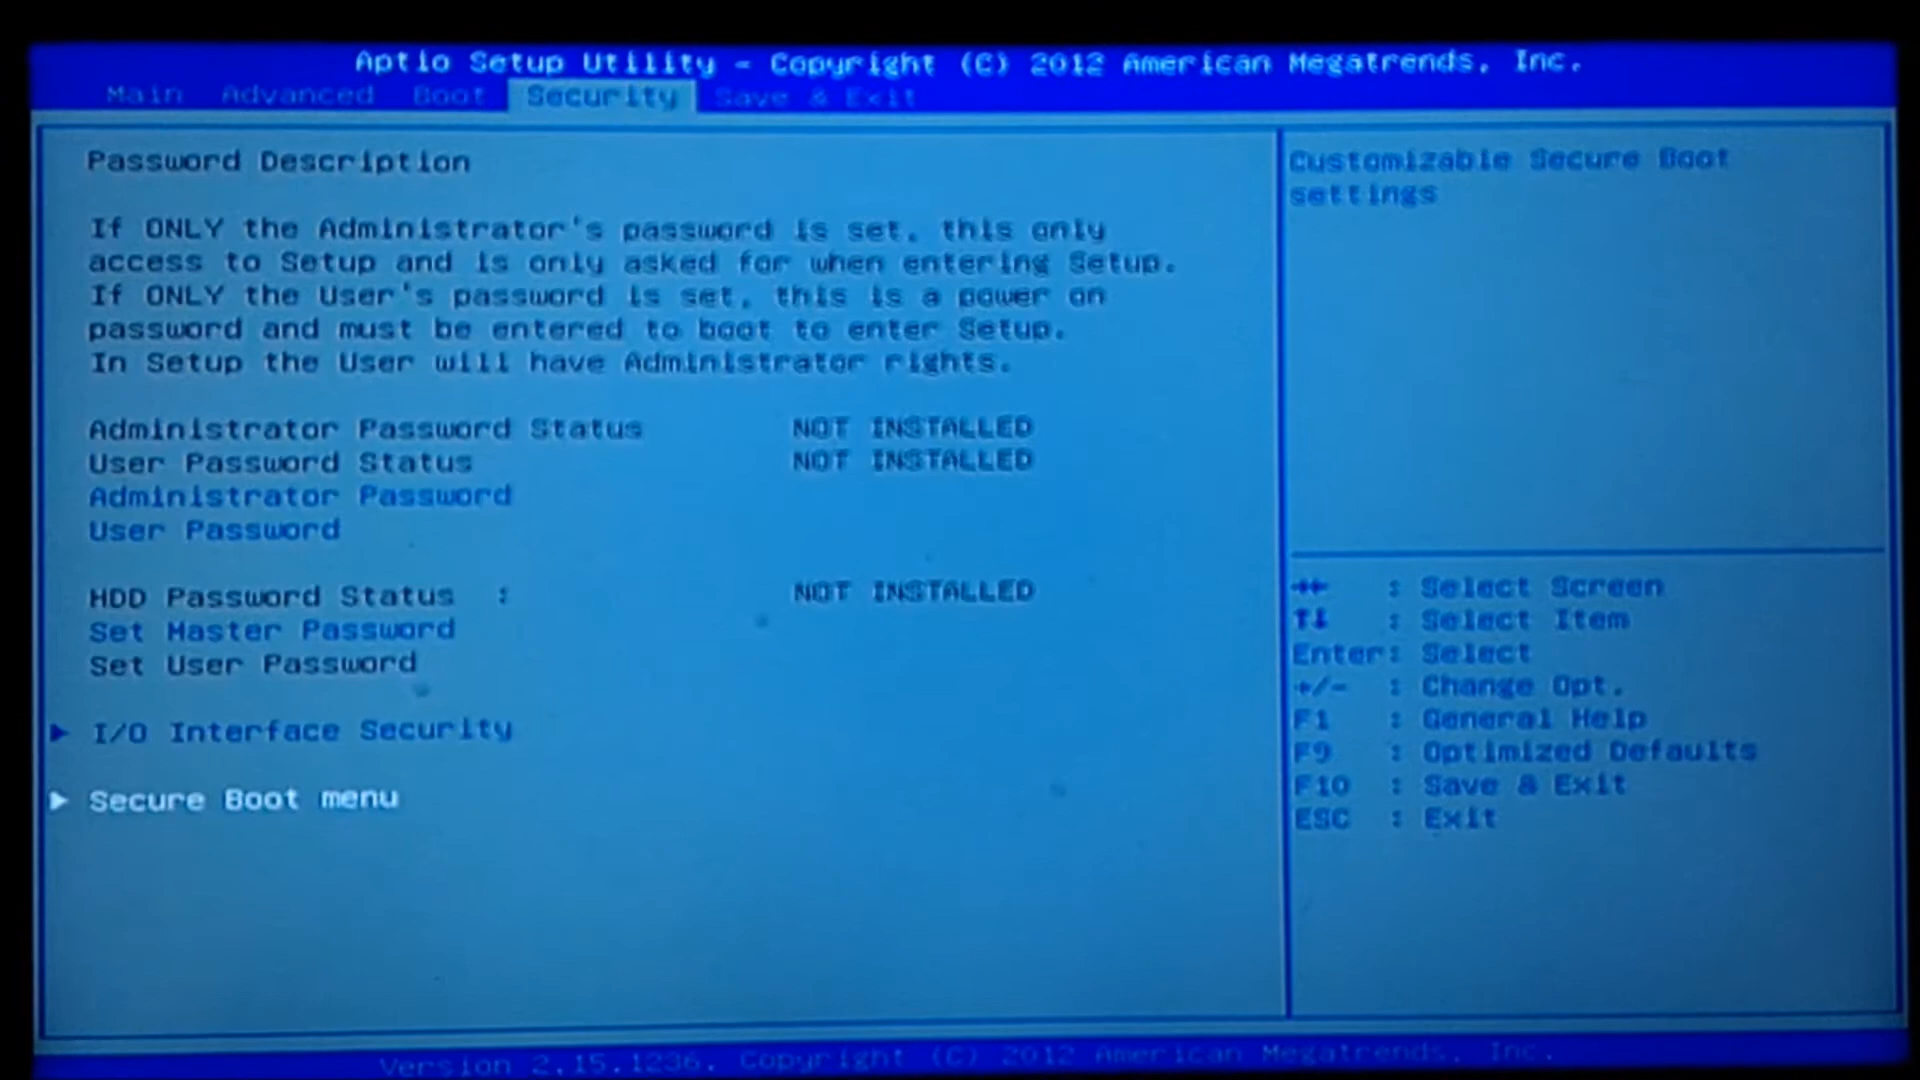 Aptio Setup Utility - Copyright (C) 2012 American Megatrends, Inc.
Main Advanced Boot Security Save & Exit
Password Description
If ONLY the Administrator's password is set, this only
access to Setup and is only asked for when entering Setup.
If ONLY the User's password is set, this is a power on
password and must be entered to boot to enter Setup.
In Setup the User will have Administrator rights.
Administrator Password Status NOT INSTALLED
User Password Status NOT INSTALLED
Administrator Password
User Password
HDD Password Status : NOT INSTALLED
Set Master Password
Set User Password
► I/O Interface Security
► Secure Boot menu
Customizable Secure Boot
settings
→← : Select Screen
↑↓ : Select Item
Enter: Select
+/- : Change Opt.
F1 : General Help
F9 : Optimized Defaults
F10 : Save & Exit
ESC : Exit
Version 2.15.1236. Copyright (C) 2012 American Megatrends, Inc.